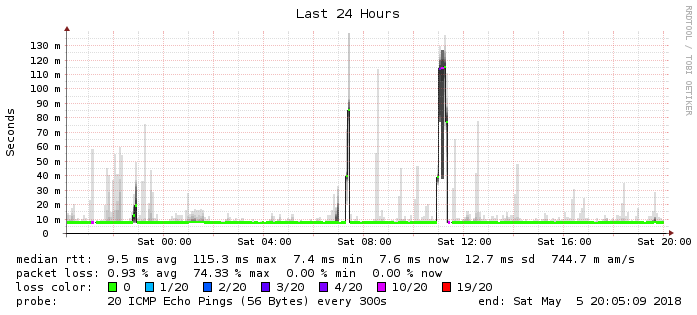 Last 24 Hours
RRDTOOL / TOBI OETIKER
Seconds
130 m
120 m
110 m
100 m
90 m
80 m
70 m
60 m
50 m
40 m
30 m
20 m
10 m
0
Sat 00:00 Sat 04:00 Sat 08:00 Sat 12:00 Sat 16:00 Sat 20:00
median rtt: 9.5 ms avg 115.3 ms max 7.4 ms min 7.6 ms now 12.7 ms sd 744.7 m am/s
packet loss: 0.93 % avg 74.33 % max 0.00 % min 0.00 % now
loss color: 0 1/20 2/20 3/20 4/20 10/20 19/20
probe: 20 ICMP Echo Pings (56 Bytes) every 300s end: Sat May 5 20:05:09 2018